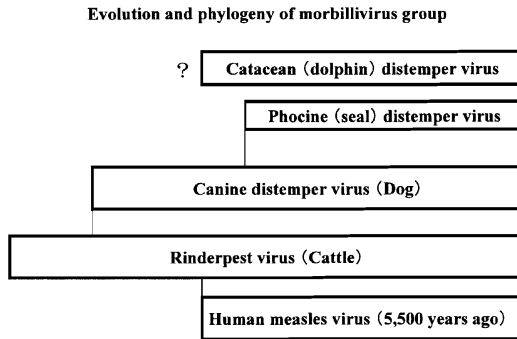 Evolution and phylogeny of morbillivirus group
? Catacean (dolphin) distemper virus
Phocine (seal) distemper virus
Canine distemper virus (Dog)
Rinderpest virus (Cattle)
Human measles virus (5,500 years ago)